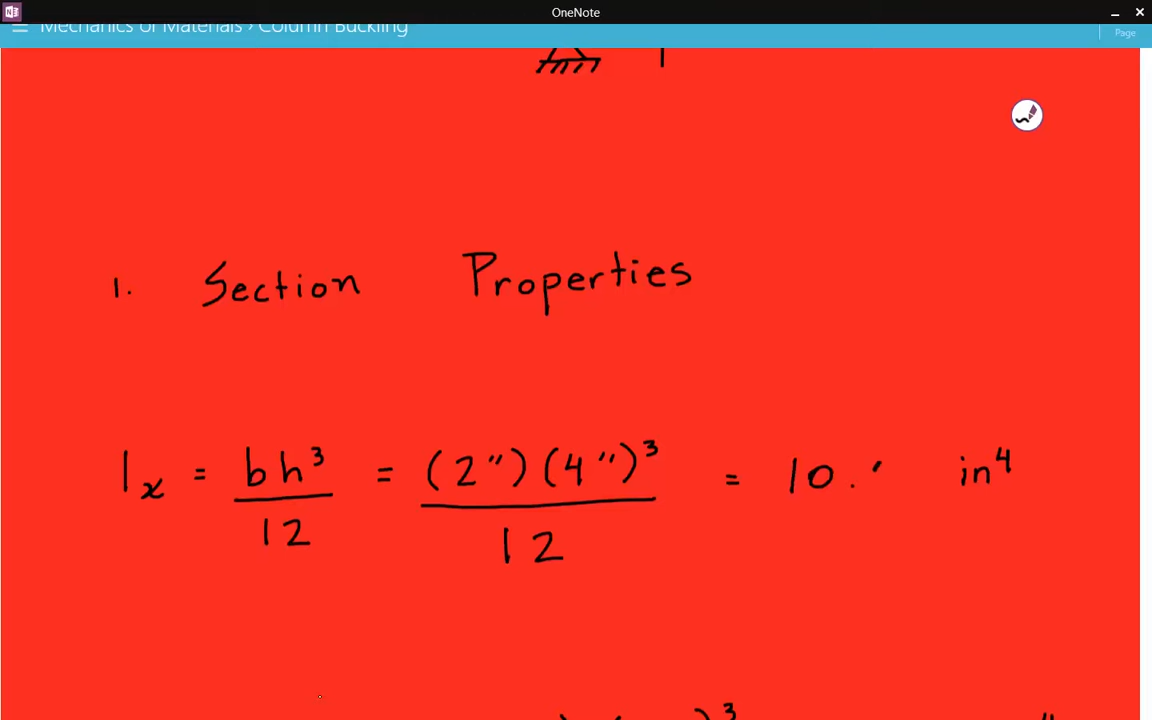 OneNote
Mechanics of Materials › Column Buckling
Page
1. Section Properties
Ix = bh³/12 = (2")(4")³/12 = 10. in⁴
)³